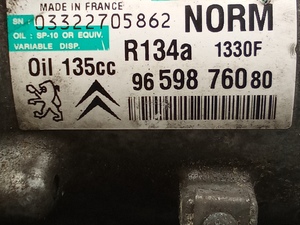 MADE IN FRANCE
SN: 03322705862 NORM
OIL : SP-10 OR EQUIV.
VARIABLE DISP.
R134a 1330F
Oil 135cc 96 598 760 80